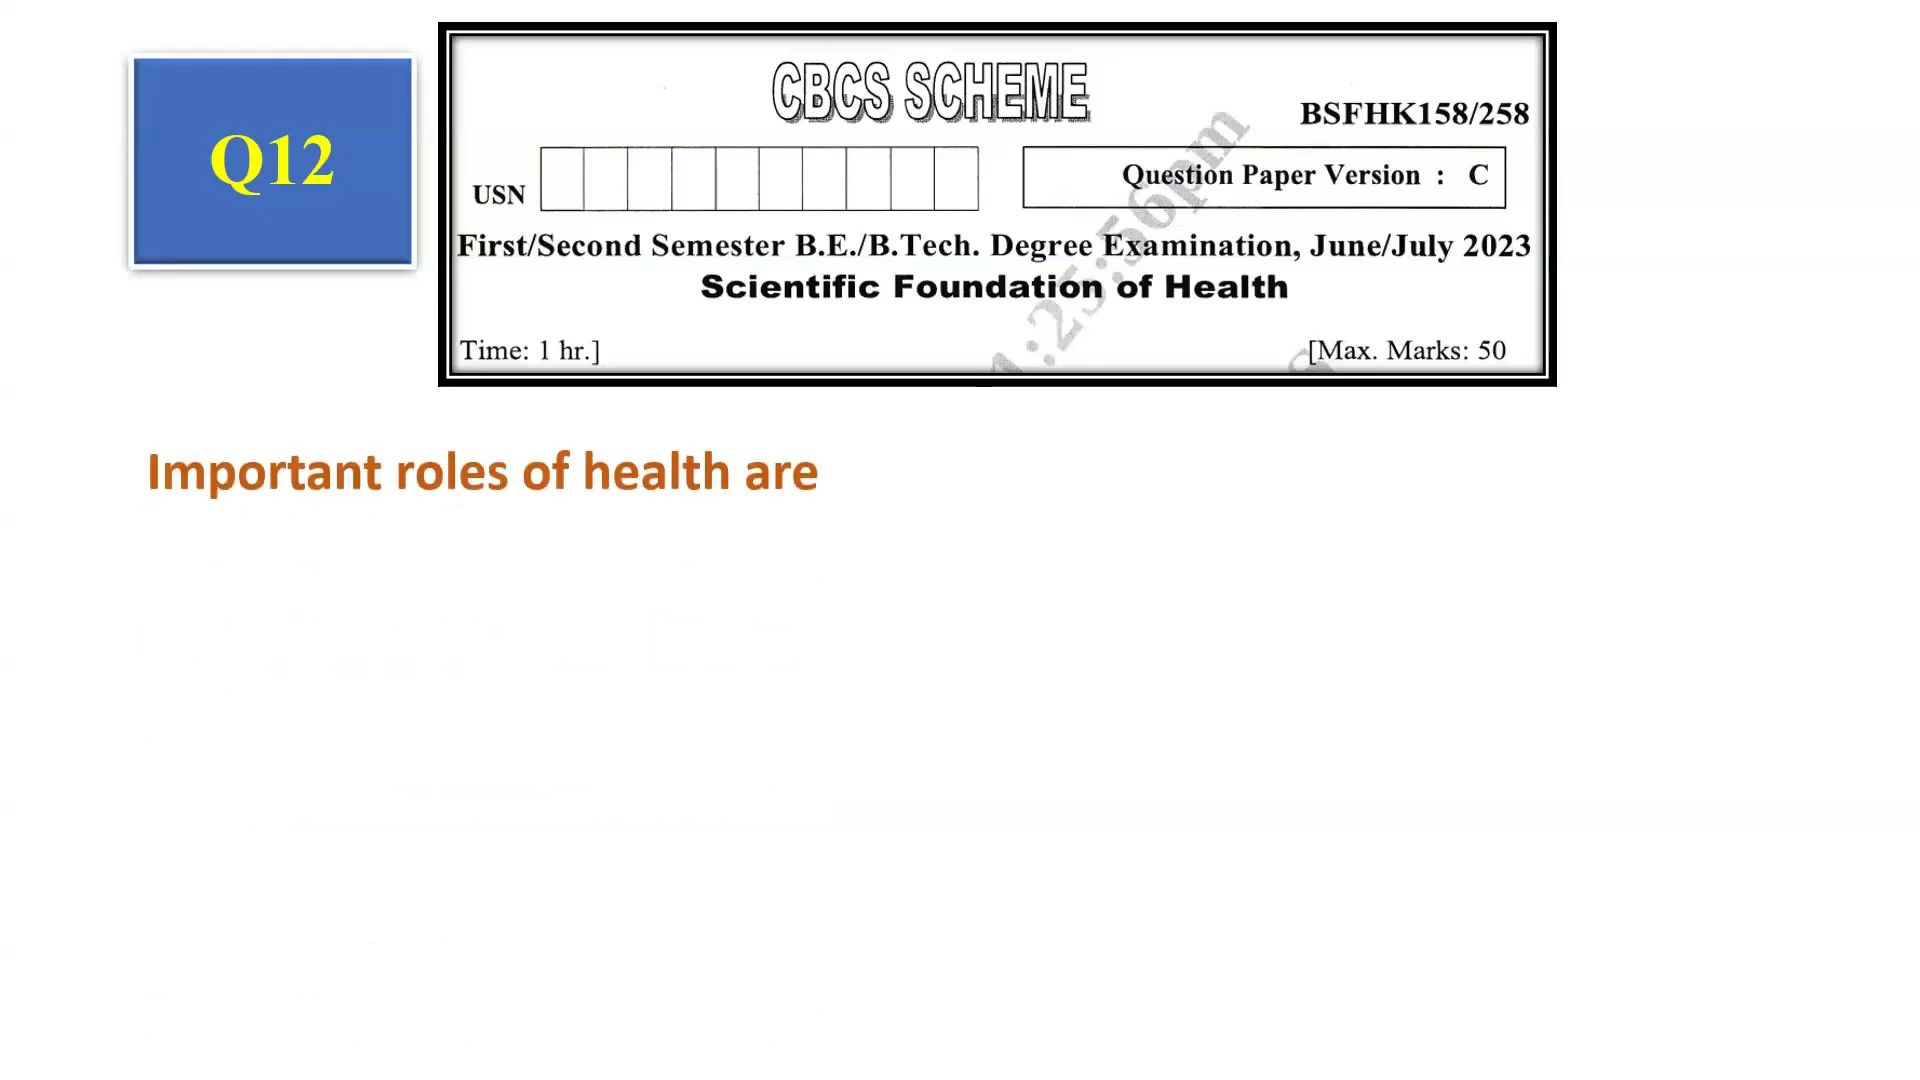 Q12
CBCS SCHEME
BSFHK158/258
USN
Question Paper Version : C
First/Second Semester B.E./B.Tech. Degree Examination, June/July 2023
Scientific Foundation of Health
Time: 1 hr.]
[Max. Marks: 50
Important roles of health are